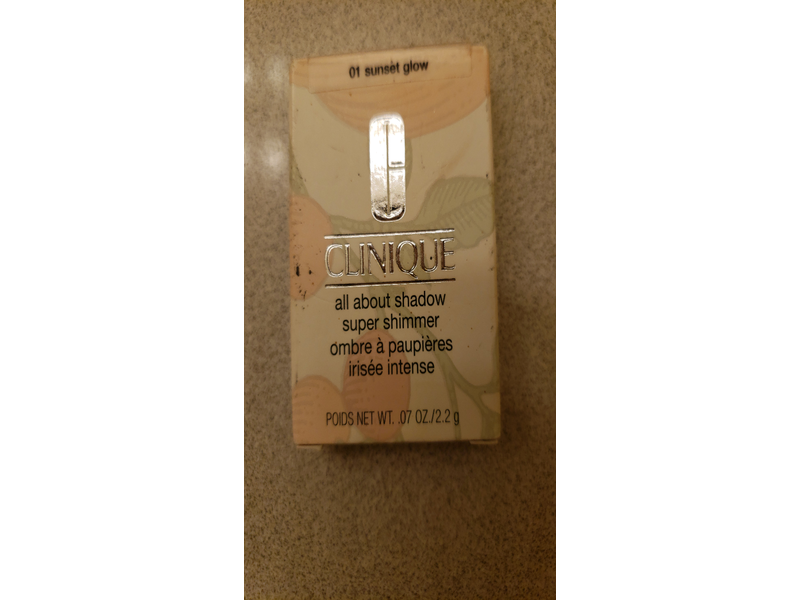 01 sunset glow
CLINIQUE
all about shadow
super shimmer
ombre à paupières
irisée intense
POIDS NET WT. .07 OZ./2.2 g